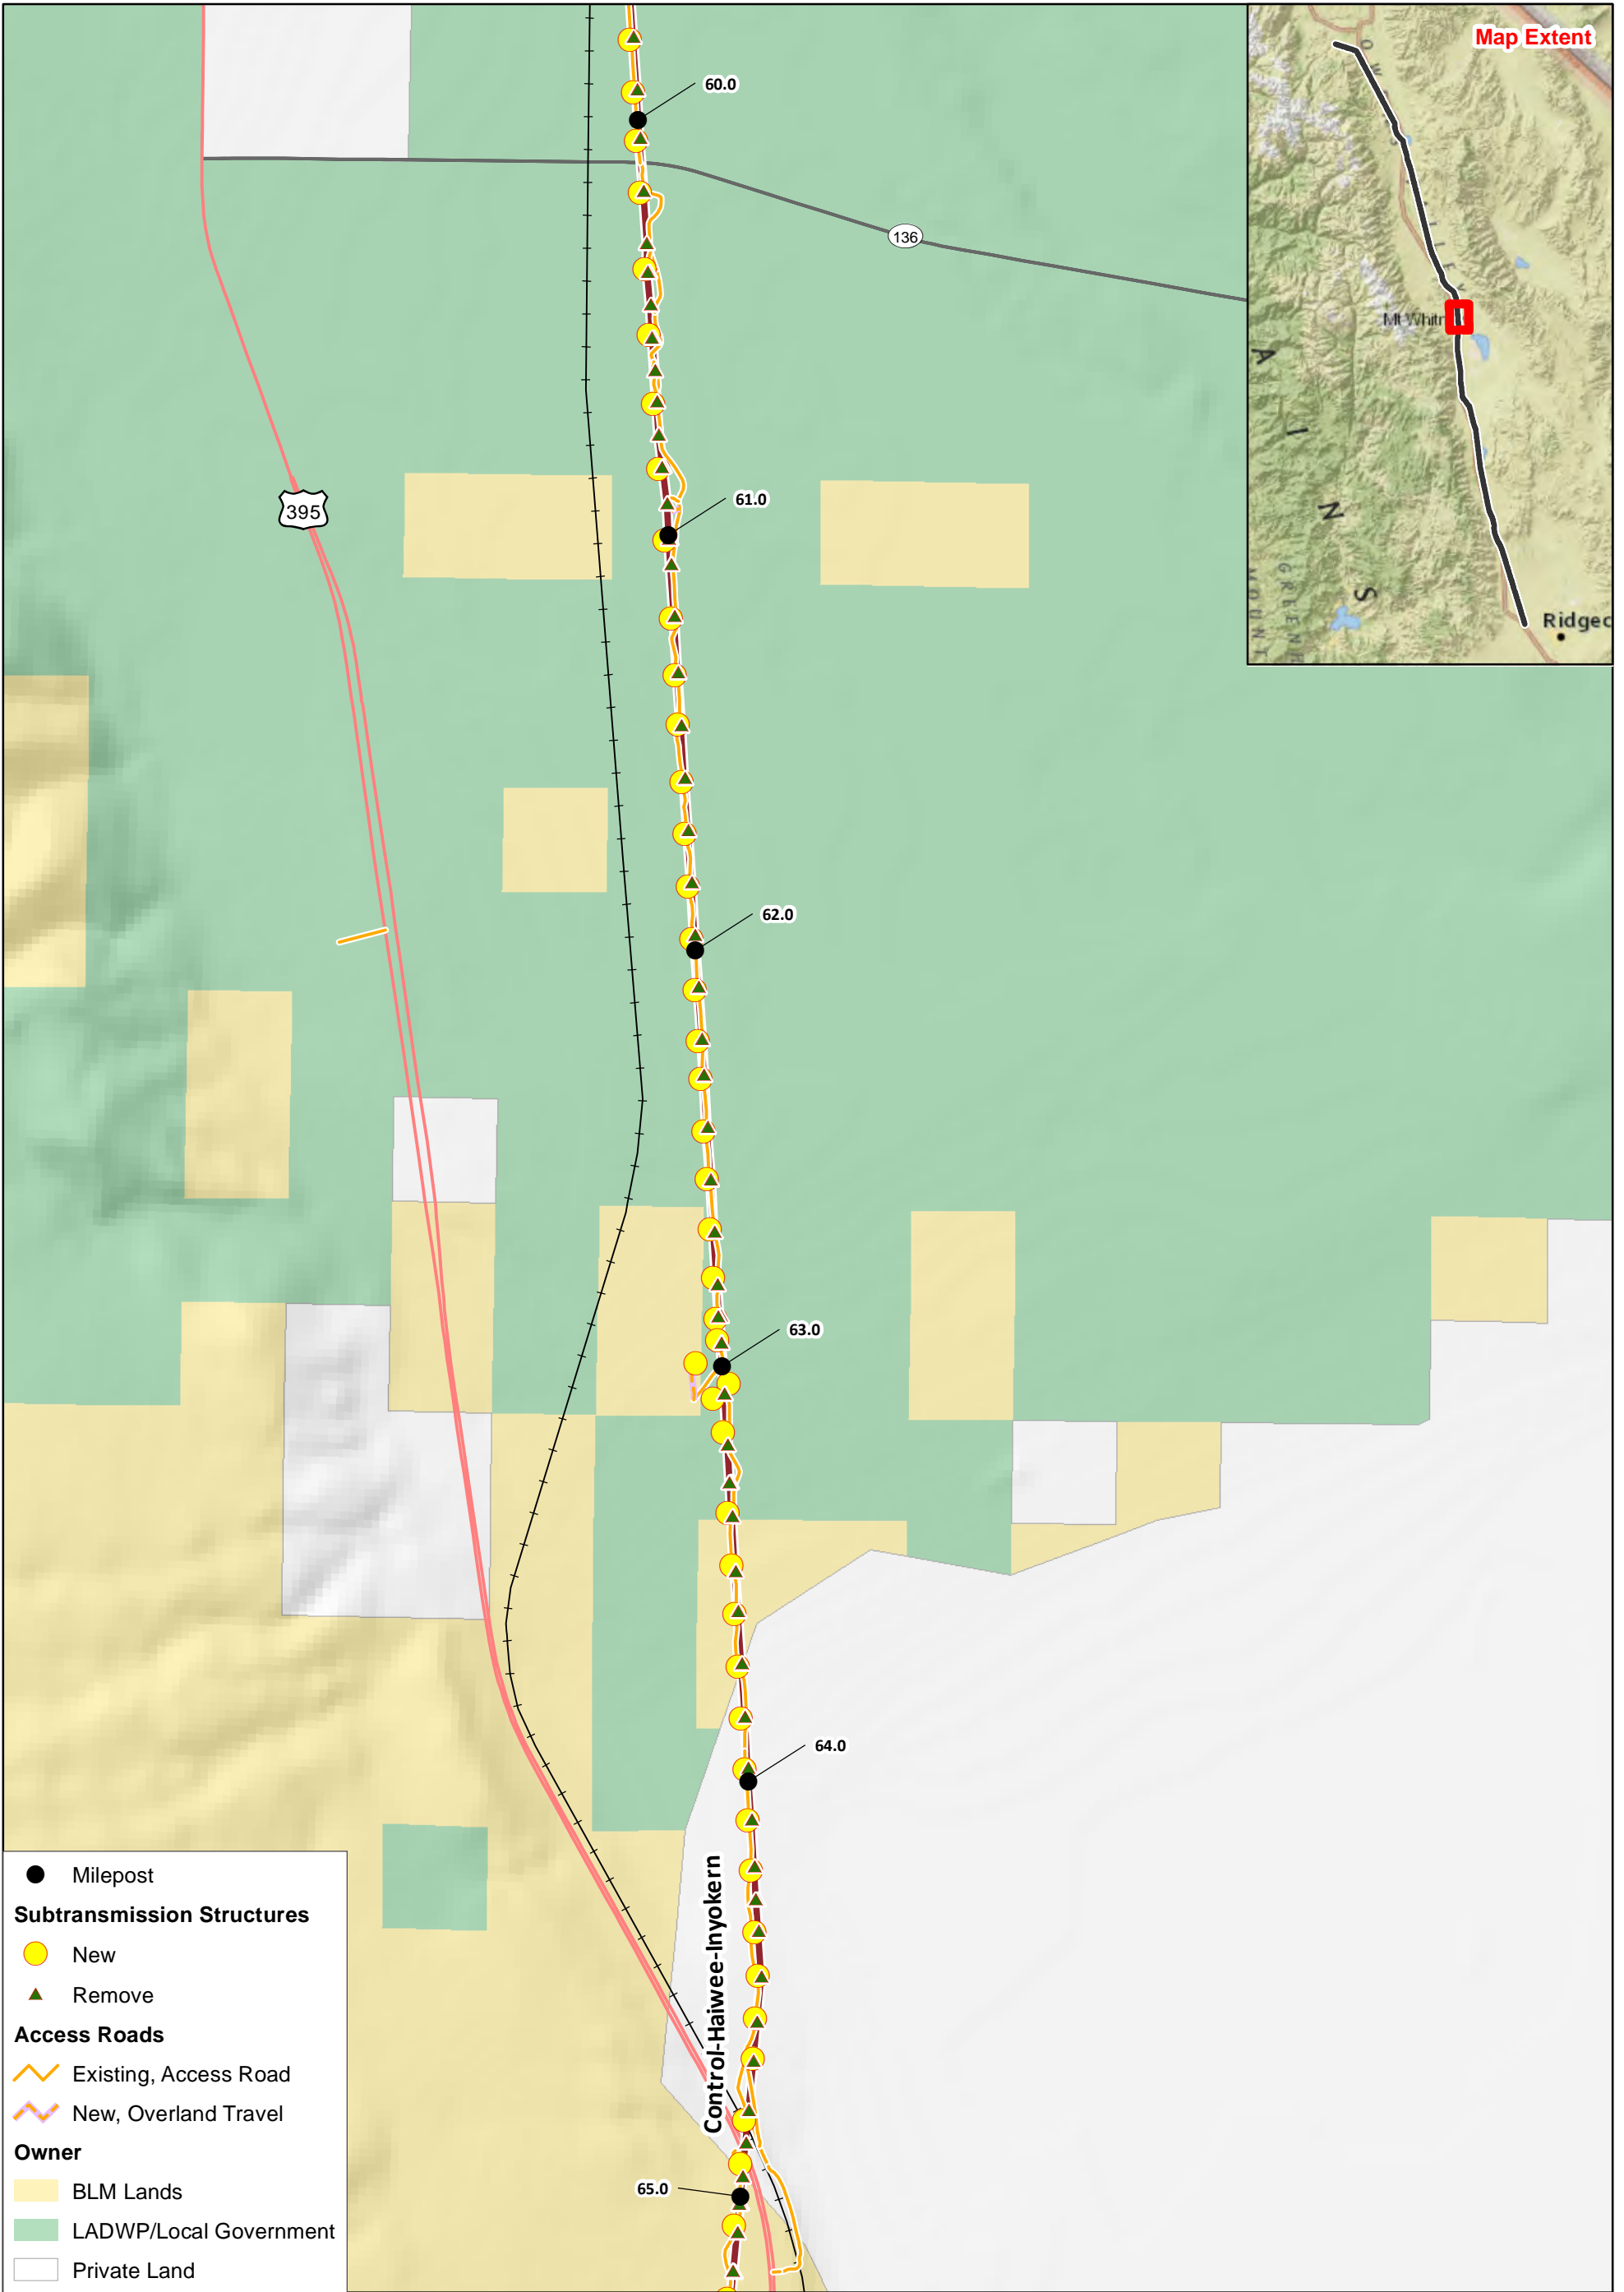 Map Extent
Mt Whitn
A
I
N
S
Ridgec
60.0
136
395
61.0
62.0
63.0
64.0
65.0
Control-Haiwee-Inyokern
Milepost
Subtransmission Structures
New
Remove
Access Roads
Existing, Access Road
New, Overland Travel
Owner
BLM Lands
LADWP/Local Government
Private Land